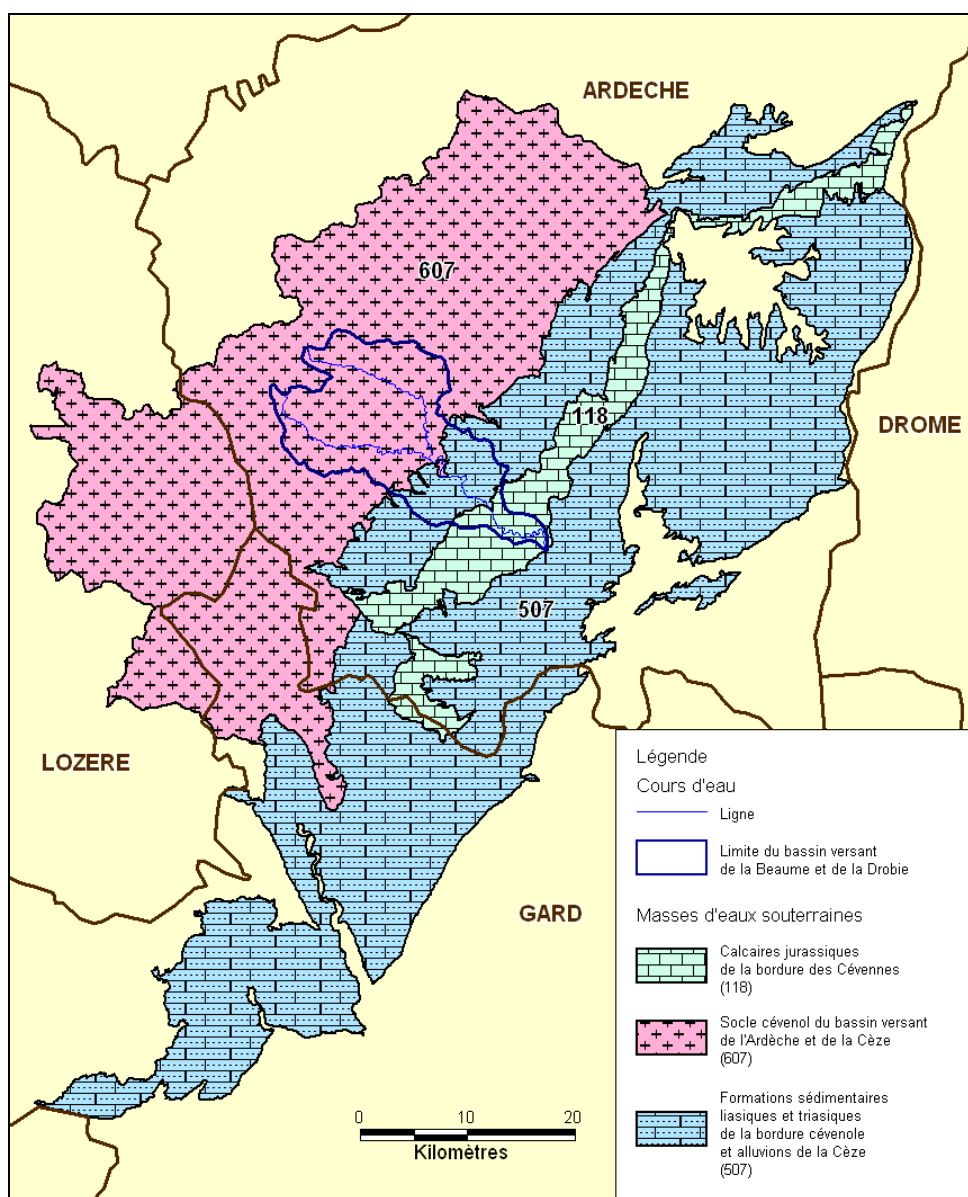 ARDECHE
607
118
DROME
507
LOZERE
GARD
0 10 20
Kilomètres
Légende
Cours d'eau
Ligne
Limite du bassin versant
de la Beaume et de la Drobie
Masses d'eaux souterraines
Calcaires jurassiques
de la bordure des Cévennes
(118)
Socle cévenol du bassin versant
de l'Ardèche et de la Cèze
(607)
Formations sédimentaires
liasiques et triasiques
de la bordure cévenole
et alluvions de la Cèze
(507)